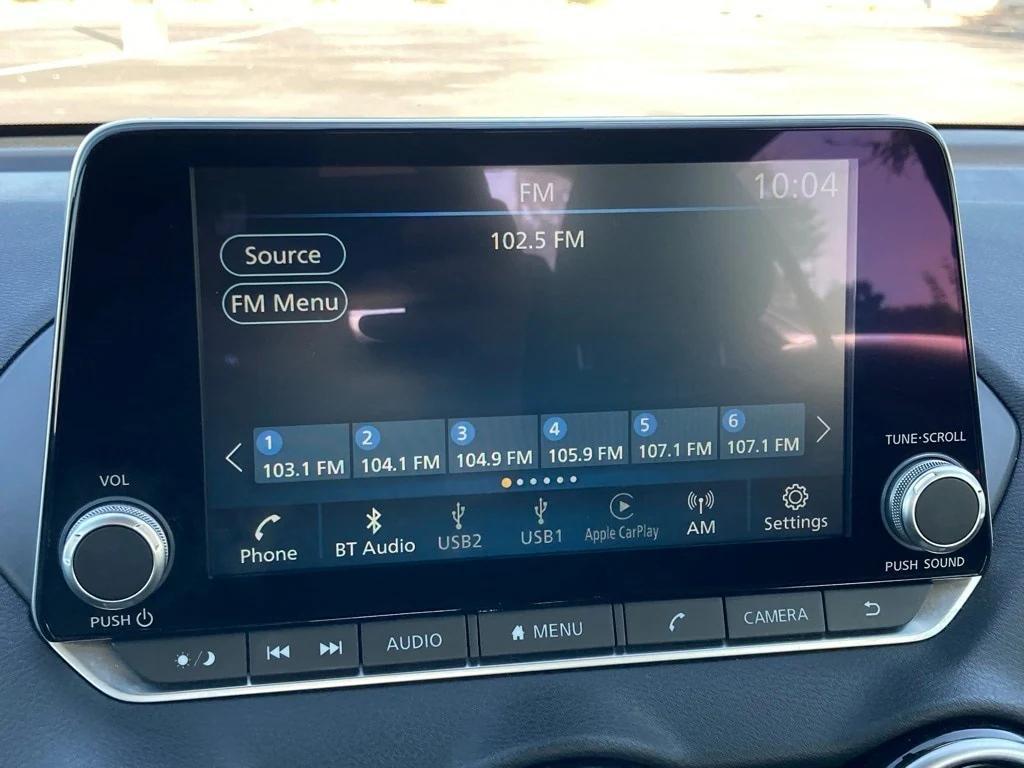 FM
10:04
102.5 FM
Source
FM Menu
1
2
3
4
5
6
103.1 FM
104.1 FM
104.9 FM
105.9 FM
107.1 FM
107.1 FM
Phone
BT Audio
USB2
USB1
Apple CarPlay
AM
Settings
VOL
PUSH
TUNE·SCROLL
PUSH SOUND
AUDIO
MENU
CAMERA